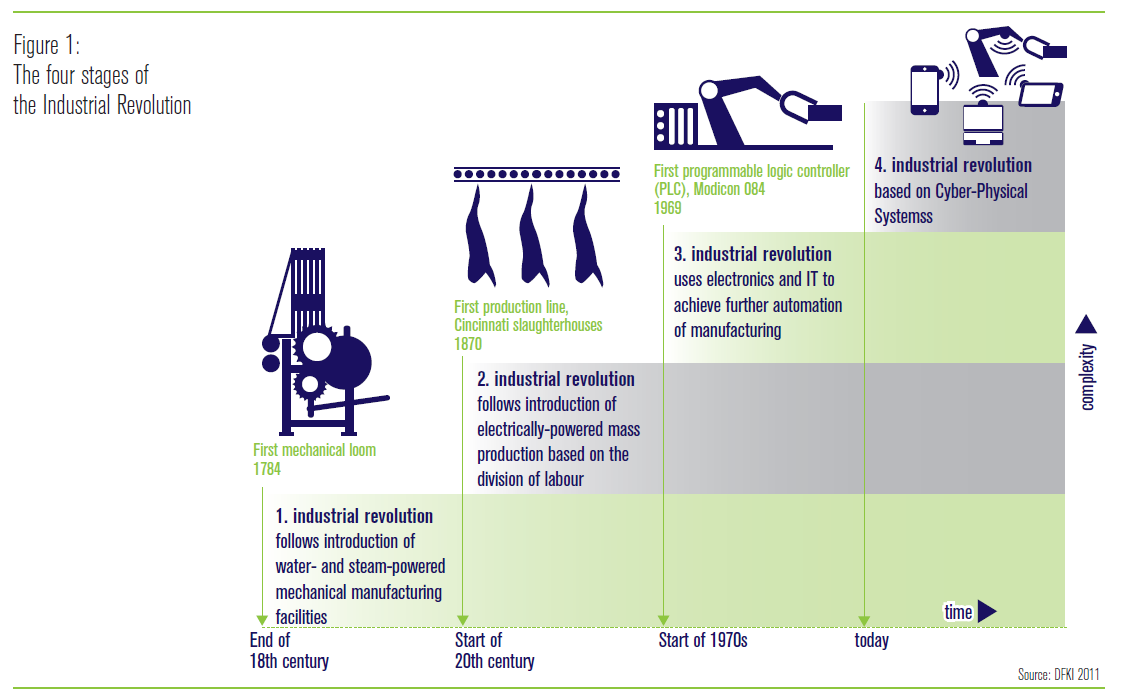 Figure 1:
The four stages of
the Industrial Revolution
First mechanical loom
1784
First production line,
Cincinnati slaughterhouses
1870
First programmable logic controller
(PLC), Modicon 084
1969
4. industrial revolution
based on Cyber-Physical
Systemss
3. industrial revolution
uses electronics and IT to
achieve further automation
of manufacturing
2. industrial revolution
follows introduction of
electrically-powered mass
production based on the
division of labour
1. industrial revolution
follows introduction of
water- and steam-powered
mechanical manufacturing
facilities
complexity
time
End of
18th century
Start of
20th century
Start of 1970s
today
Source: DFKI 2011